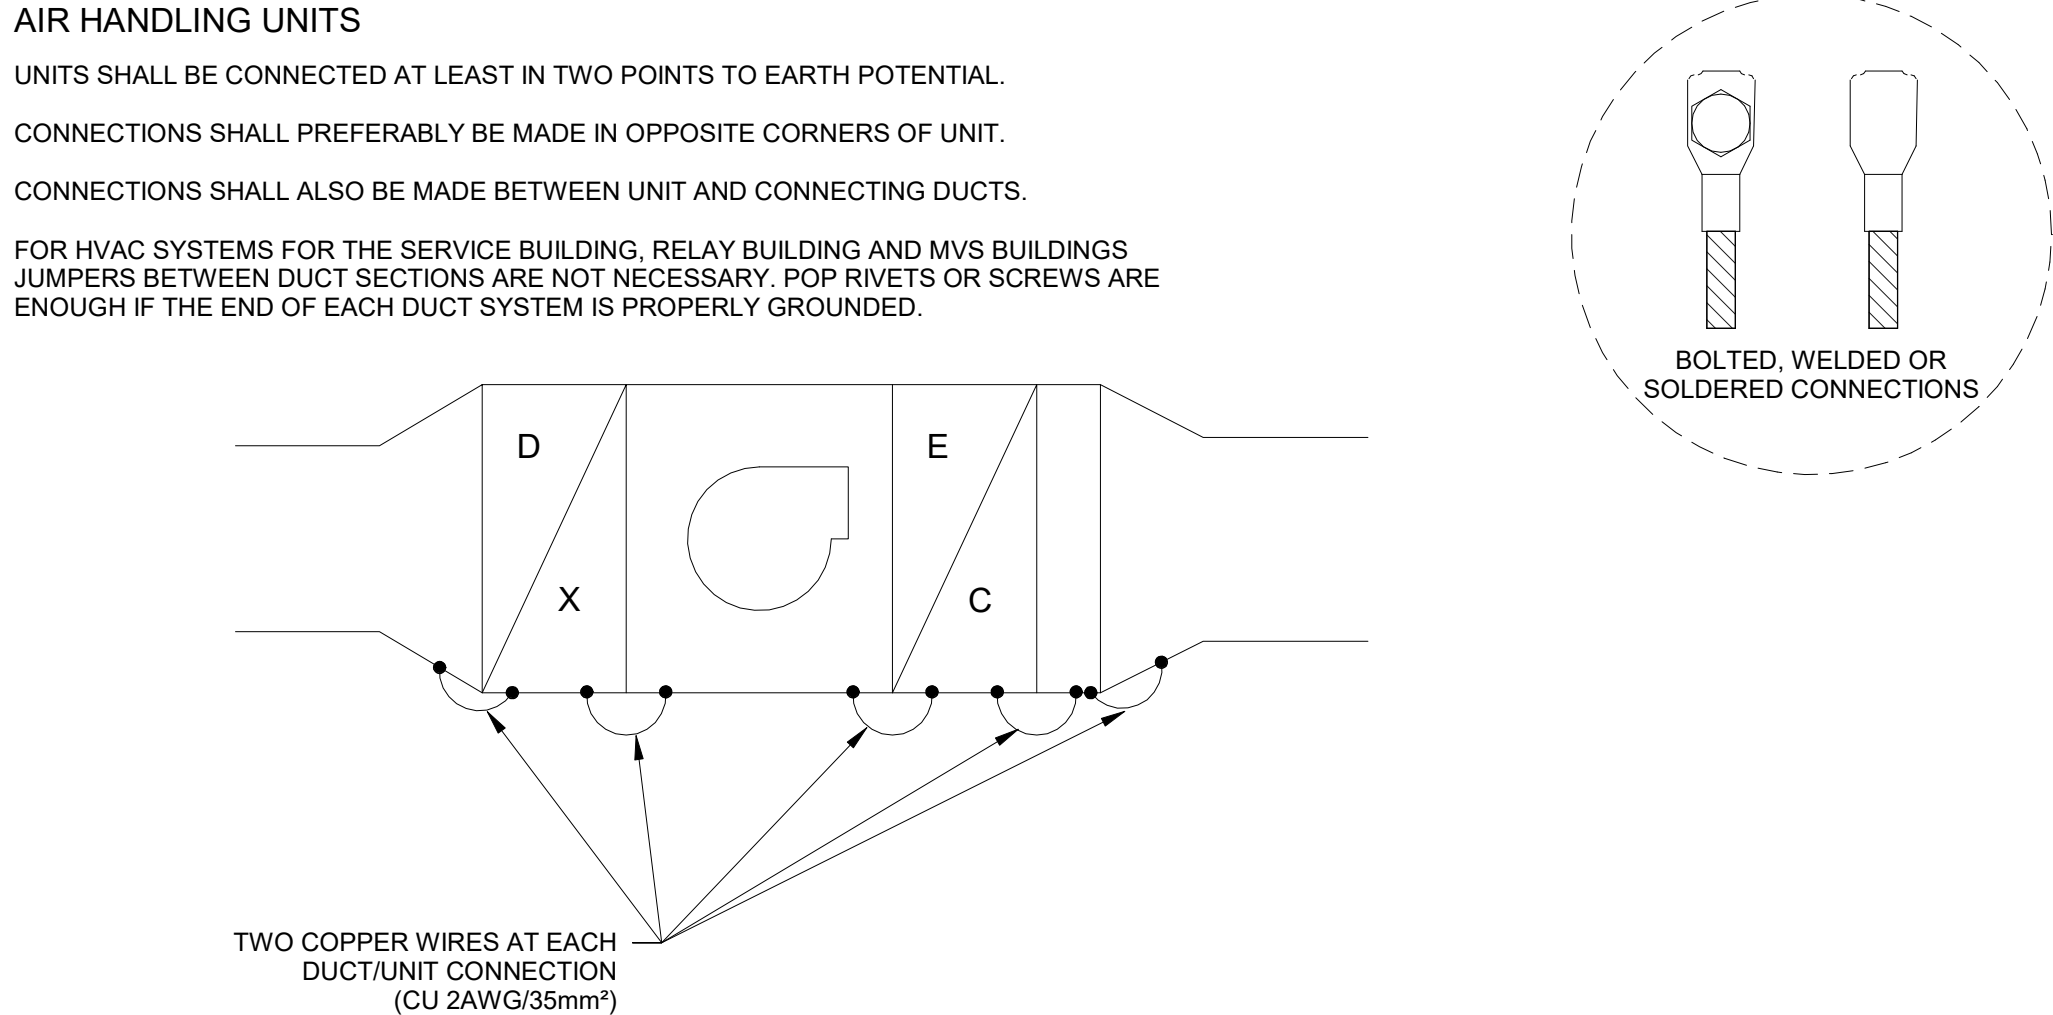 AIR HANDLING UNITS
UNITS SHALL BE CONNECTED AT LEAST IN TWO POINTS TO EARTH POTENTIAL.
CONNECTIONS SHALL PREFERABLY BE MADE IN OPPOSITE CORNERS OF UNIT.
CONNECTIONS SHALL ALSO BE MADE BETWEEN UNIT AND CONNECTING DUCTS.
FOR HVAC SYSTEMS FOR THE SERVICE BUILDING, RELAY BUILDING AND MVS BUILDINGS
JUMPERS BETWEEN DUCT SECTIONS ARE NOT NECESSARY. POP RIVETS OR SCREWS ARE
ENOUGH IF THE END OF EACH DUCT SYSTEM IS PROPERLY GROUNDED.
BOLTED, WELDED OR
SOLDERED CONNECTIONS
D
X
E
C
TWO COPPER WIRES AT EACH
DUCT/UNIT CONNECTION
(CU 2AWG/35mm²)